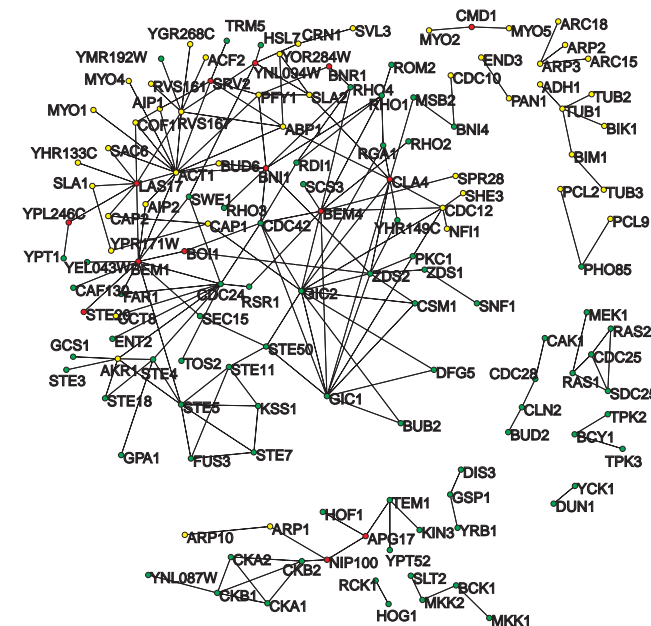 CMD1
TRM5
YGR268C
HSL7
CRN1
SVL3
MYO2
MYO5
ARC18
YMR192W
ACF2
YOR284W
ARP2
YNL094W
ROM2
END3
ARC15
ARP3
MYO4
RVS161
SRV2
BNR1
RHO4
CDC10
ADH1
PFY1
SLA2
RHO1
MSB2
PAN1
TUB2
MYO1
AIP1
TUB1
COF1
RVS167
ABP1
BNI4
BIK1
YHR133C
SAC6
RHO2
RGA1
BIM1
BUD6
RDI1
ACT1
BNI1
SLA1
LAS17
SCS3
CLA4
SPR28
PCL2
TUB3
SWE1
SHE3
YPL246C
CAP2
AIP2
RHO3
BEM4
CDC12
PCL9
CAP1
CDC42
YHR149C
NFI1
YPR171W
YPT1
BOI1
PKC1
YEL043W
BEM1
ZDS2
ZDS1
PHO85
CAF130
FAR1
CDC24
RSR1
GIC2
CSM1
SNF1
STE20
CCT8
SEC15
MEK1
ENT2
RAS2
GCS1
STE50
CAK1
AKR1
STE4
TOS2
STE11
CDC25
STE3
DFG5
CDC28
RAS1
SDC25
STE18
STE5
KSS1
GIC1
CLN2
TPK2
BUB2
BUD2
BCY1
GPA1
FUS3
STE7
TPK3
DIS3
YCK1
GSP1
DUN1
TEM1
HOF1
ARP1
YRB1
ARP10
APG17
KIN3
CKA2
CKB2
NIP100
YPT52
YNL087W
RCK1
SLT2
BCK1
CKB1
CKA1
HOG1
MKK2
MKK1